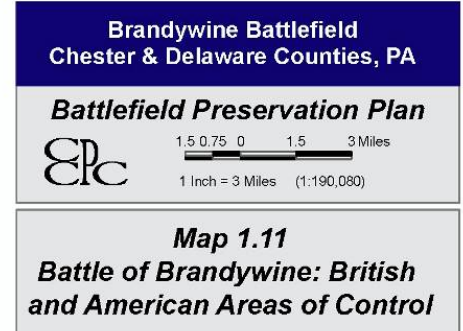 Brandywine Battlefield
Chester & Delaware Counties, PA
Battlefield Preservation Plan
CCPC
1.5 0.75 0 1.5 3 Miles
1 Inch = 3 Miles (1:190,080)
Map 1.11
Battle of Brandywine: British
and American Areas of Control